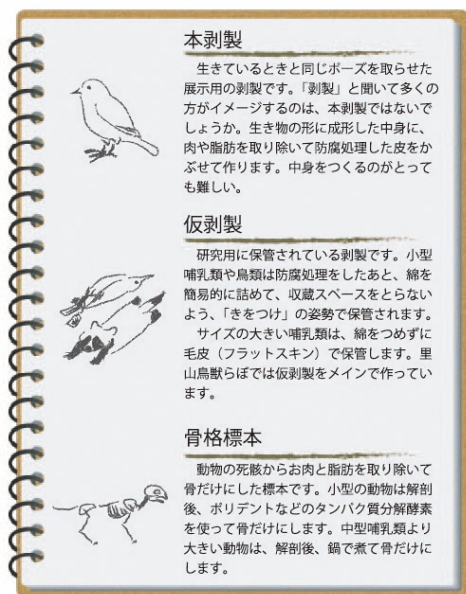 本剥製
生きているときと同じポーズを取らせた
展示用の剥製です。「剥製」と聞いて多くの
方がイメージするのは、本剥製ではないで
しょうか。生き物の形に成形した中身に、
肉や脂肪を取り除いて防腐処理した皮をか
ぶせて作ります。中身をつくるのがとって
も難しい。
仮剥製
研究用に保管されている剥製です。小型
哺乳類や鳥類は防腐処理をしたあと、綿を
簡易的に詰めて、収蔵スペースをとらない
よう、「きをつけ」の姿勢で保管されます。
サイズの大きい哺乳類は、綿をつめずに
毛皮（フラットスキン）で保管します。里
山鳥獣らぼでは仮剥製をメインで作ってい
ます。
骨格標本
動物の死骸からお肉と脂肪を取り除いて
骨だけにした標本です。小型の動物は解剖
後、ポリデントなどのタンパク質分解酵素
を使って骨だけにします。中型哺乳類より
大きい動物は、解剖後、鍋で煮て骨だけに
します。